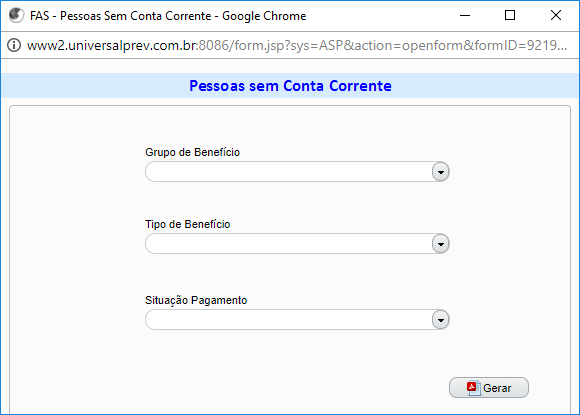 FAS - Pessoas Sem Conta Corrente - Google Chrome
www2.universalprev.com.br:8086/form.jsp?sys=ASP&action=openform&formID=9219...
Pessoas sem Conta Corrente
Grupo de Benefício
Tipo de Benefício
Situação Pagamento
Gerar